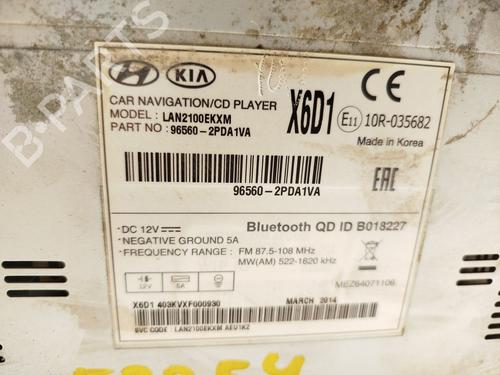 B-PARTS
HYUNDAI KIA
CAR NAVIGATION/CD PLAYER
MODEL : LAN2100EKXM
PART NO : 96560-2PDA1VA
X6D1
CE
E11 10R-035682
Made in Korea
96560-2PDA1VA
EAC
DC 12V
Bluetooth QD ID B018227
* NEGATIVE GROUND 5A
* FREQUENCY RANGE : FM 87.5-108 MHz
MW(AM) 522-1620 kHz
12V 5A
MEZ64071106
X6D1 403KVXF000930
MARCH 2014
SVC CODE : LAN2100EKXXM AEU1KZ